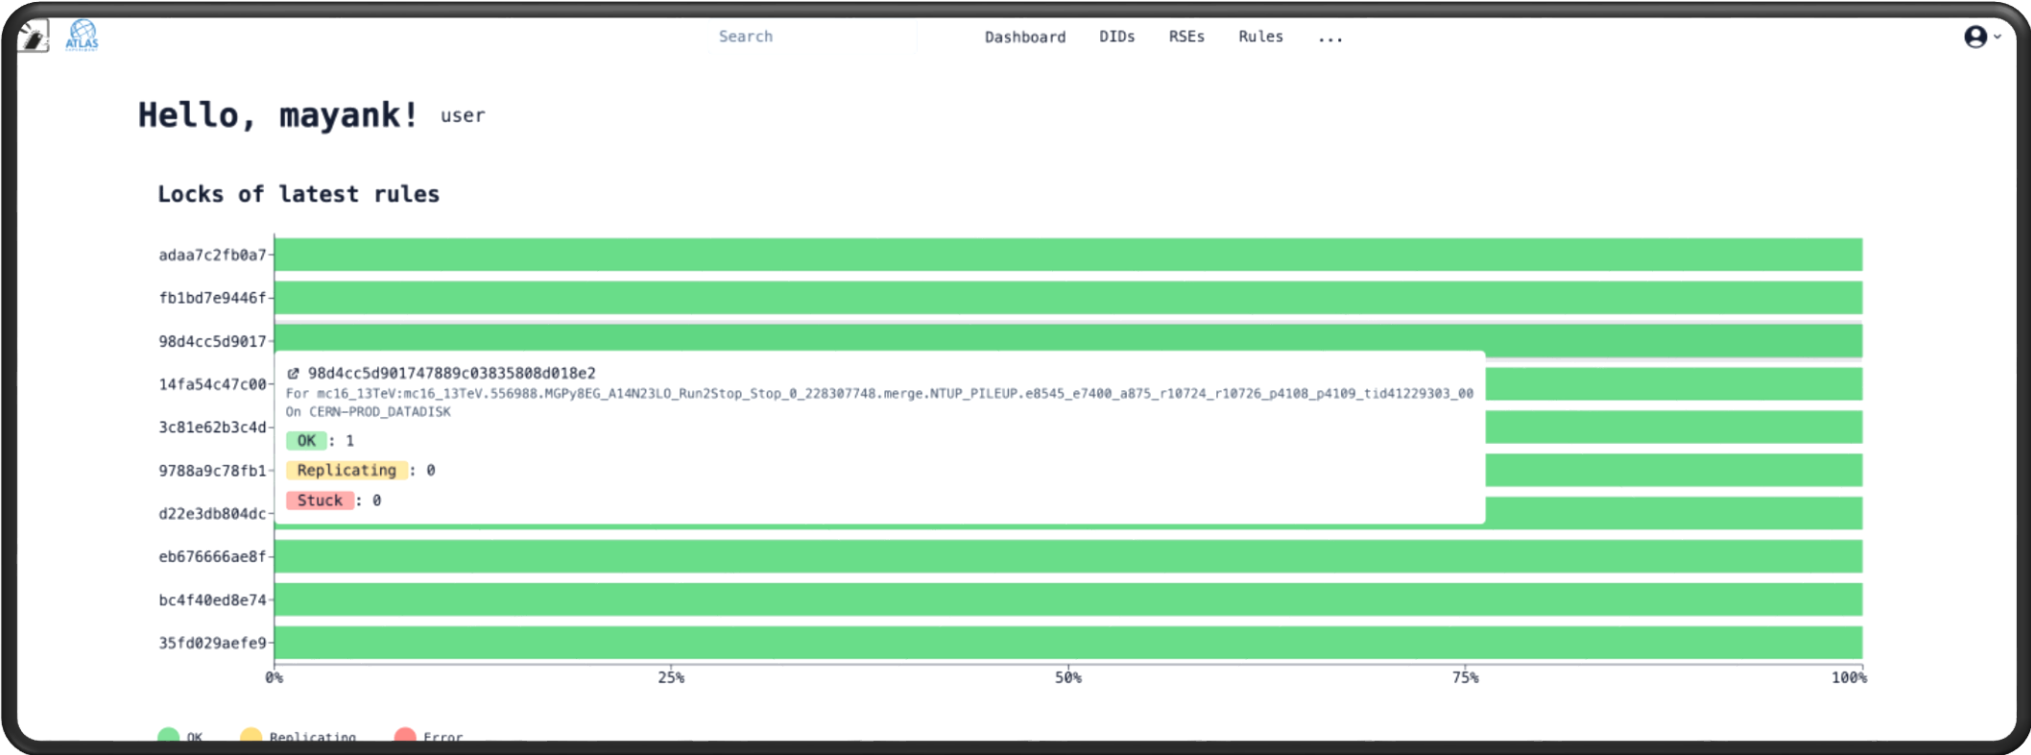 ATLAS
Search Dashboard DIDs RSEs Rules ...
Hello, mayank! user
Locks of latest rules
adaa7c2fb0a7
fb1bd7e9446f
98d4cc5d9017
98d4cc5d901747889c03835808d018e2
14fa54c47c00
For mc16_13TeV:mc16_13TeV.556988.MGPy8EG_A14N23LO_Run2Stop_Stop_0_228307748.merge.NTUP_PILEUP.e8545_e7400_a875_r10724_r10726_p4108_p4109_tid41229303_00
On CERN-PROD_DATADISK
3c81e62b3c4d
OK : 1
9788a9c78fb1
Replicating : 0
Stuck : 0
d22e3db804dc
eb676666ae8f
bc4f40ed8e74
35fd029aefe9
0% 25% 50% 75% 100%
OK Replicating Error